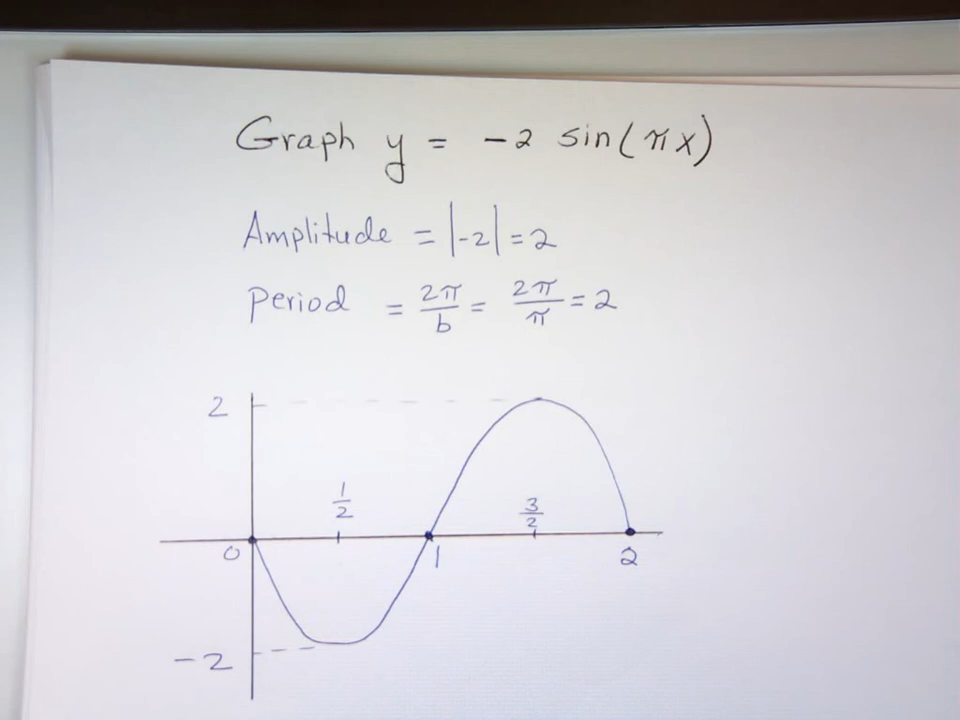 Graph y = -2 sin(πx)
Amplitude = |-2| = 2
Period = 2π/b = 2π/π = 2
2
1/2
3/2
0
1
2
-2